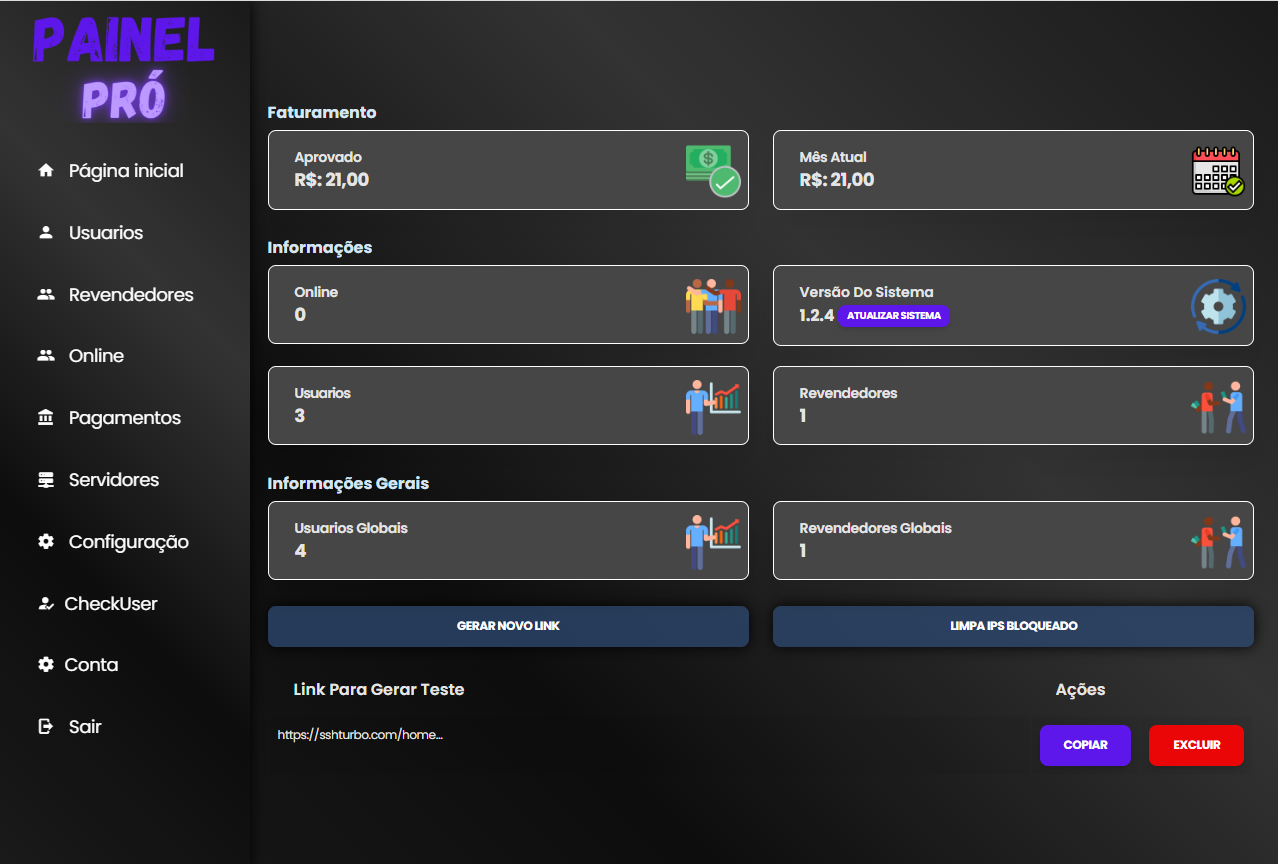 PAINEL
PRÓ
Página inicial
Usuarios
Revendedores
Online
Pagamentos
Servidores
Configuração
CheckUser
Conta
Sair
Faturamento
Aprovado
R$: 21,00
Mês Atual
R$: 21,00
Informações
Online
0
Versão Do Sistema
1.2.4 ATUALIZAR SISTEMA
Usuarios
3
Revendedores
1
Informações Gerais
Usuarios Globais
4
Revendedores Globais
1
GERAR NOVO LINK
LIMPA IPS BLOQUEADO
Link Para Gerar Teste
Ações
https://sshturbo.com/home...
COPIAR
EXCLUIR